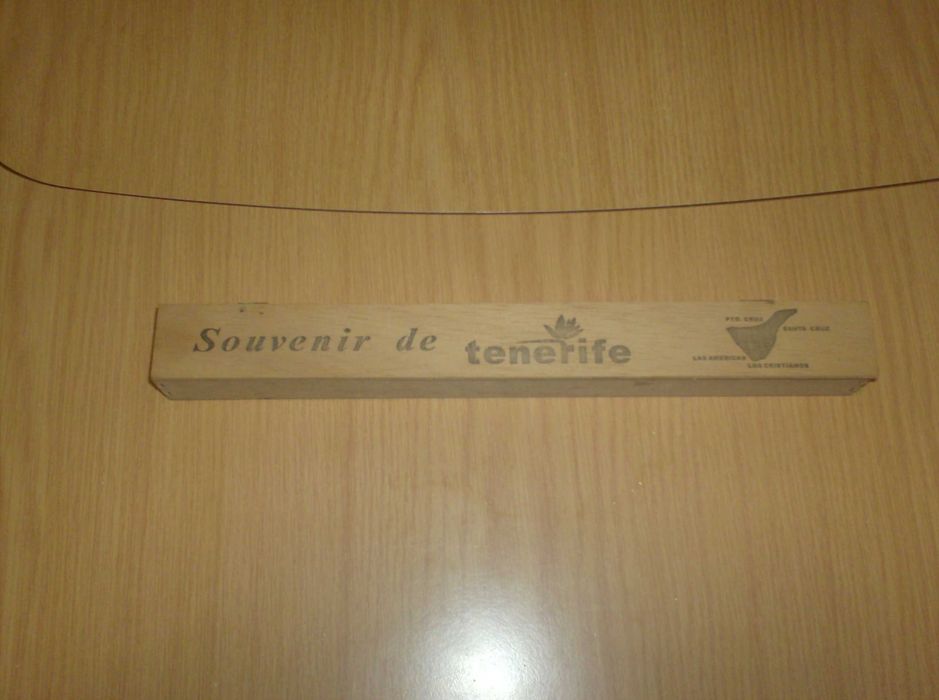 Souvenir de tenerife
PTO. CRUZ
SANTA. CRUZ
LAS AMERICAS
LOS CRISTIANOS